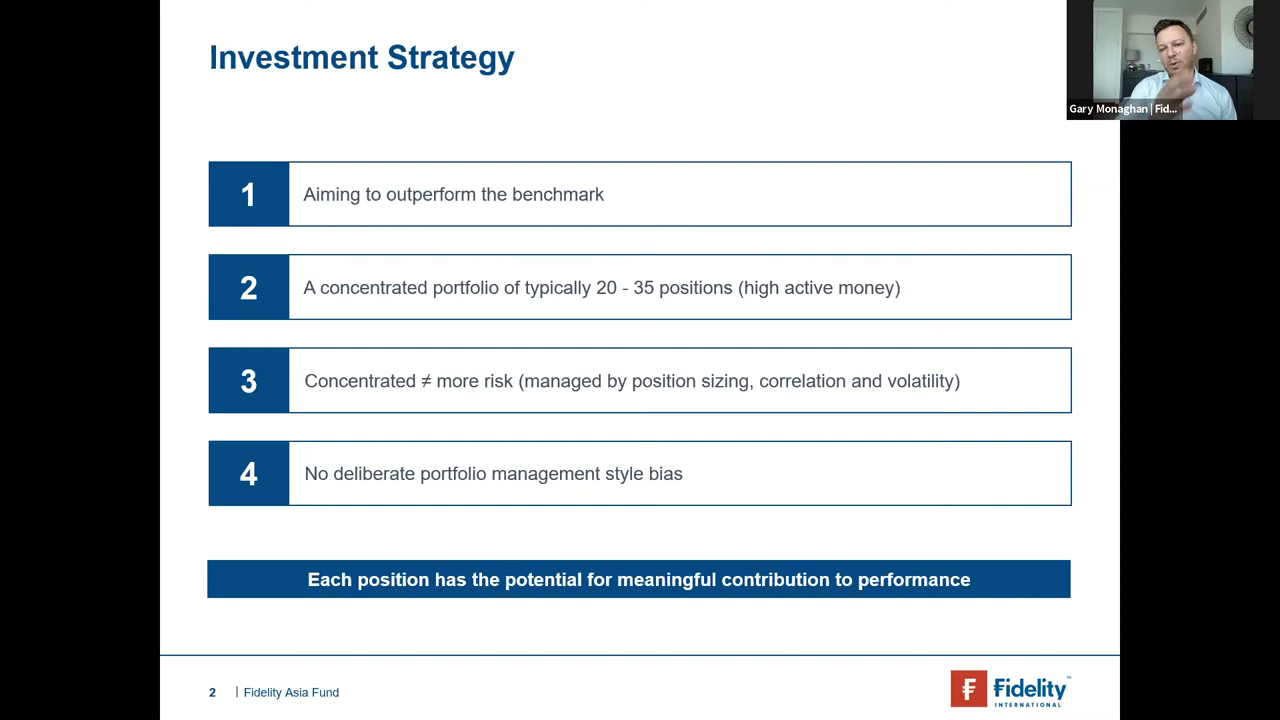 Investment Strategy
Gary Monaghan | Fid...
1
Aiming to outperform the benchmark
2
A concentrated portfolio of typically 20 - 35 positions (high active money)
3
Concentrated ≠ more risk (managed by position sizing, correlation and volatility)
4
No deliberate portfolio management style bias
Each position has the potential for meaningful contribution to performance
2 | Fidelity Asia Fund
Fidelity™
INTERNATIONAL